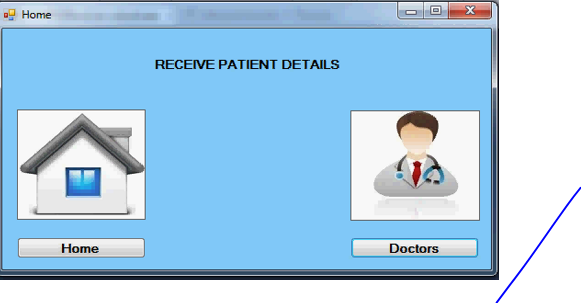 Home
RECEIVE PATIENT DETAILS
Home
Doctors